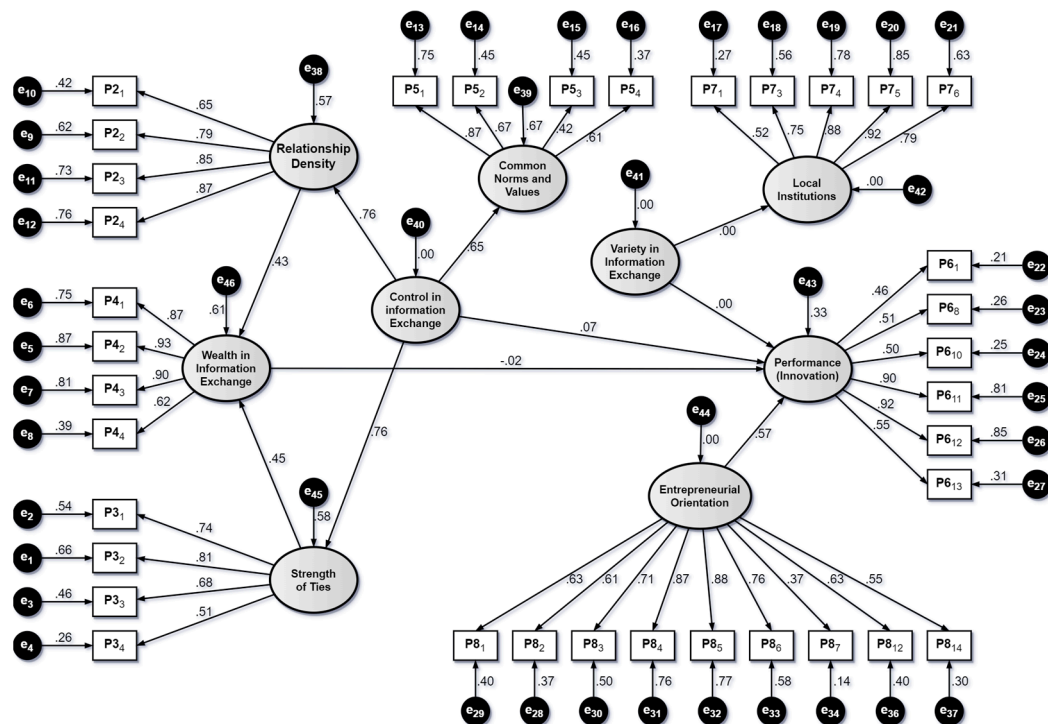 e13
e14
e15
e16
e17
e18
e19
e20
e21
.75
.45
.45
.37
.27
.56
.78
.85
.63
P51
P52
P53
P54
P71
P73
P74
P75
P76
e38
.57
e39
.67
.87
.67
.42
.61
.52
.75
.88
.92
.79
e10
.42
P21
.65
e9
.62
P22
.79
e11
.73
P23
.85
e12
.76
P24
.87
Relationship
Density
Common
Norms and
Values
Local
Institutions
.00
e42
e41
.00
Variety in
Information
Exchange
.00
.00
.76
e40
.00
.65
.43
Control in
information
Exchange
e46
.61
e6
.75
P41
.87
e5
.87
P42
.93
e7
.81
P43
.90
e8
.39
P44
.62
Wealth in
Information
Exchange
.07
-.02
e43
.33
Performance
(Innovation)
.46
P61
.21
e22
.51
P68
.26
e23
.50
P610
.25
e24
.90
P611
.81
e25
.92
P612
.85
e26
.55
P613
.31
e27
.76
.45
e44
.00
.57
Entrepreneurial
Orientation
e45
.58
e2
.54
P31
.74
e1
.66
P32
.81
e3
.46
P33
.68
e4
.26
P34
.51
Strength
of Ties
.63
.61
.71
.87
.88
.76
.37
.63
.55
P81
P82
P83
P84
P85
P86
P87
P812
P814
.40
.37
.50
.76
.77
.58
.14
.40
.30
e29
e28
e30
e31
e32
e33
e34
e36
e37